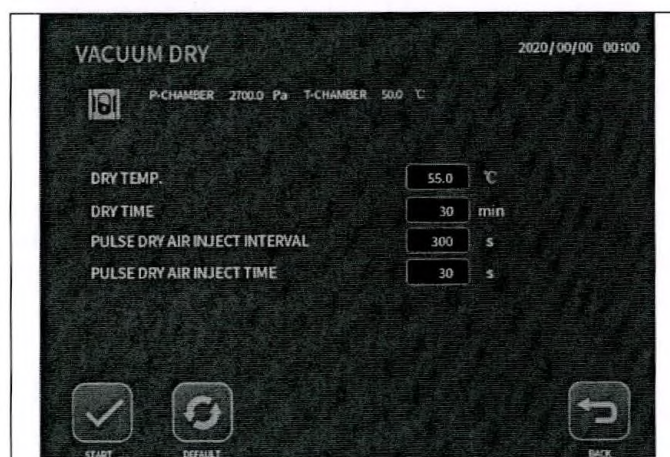 VACUUM DRY 2020/00/00 00:00
P-CHAMBER 2700.0 Pa T-CHAMBER 50.0 ℃
DRY TEMP. 55.0 ℃
DRY TIME 30 min
PULSE DRY AIR INJECT INTERVAL 300 s
PULSE DRY AIR INJECT TIME 30 s
START DEFAULT BACK